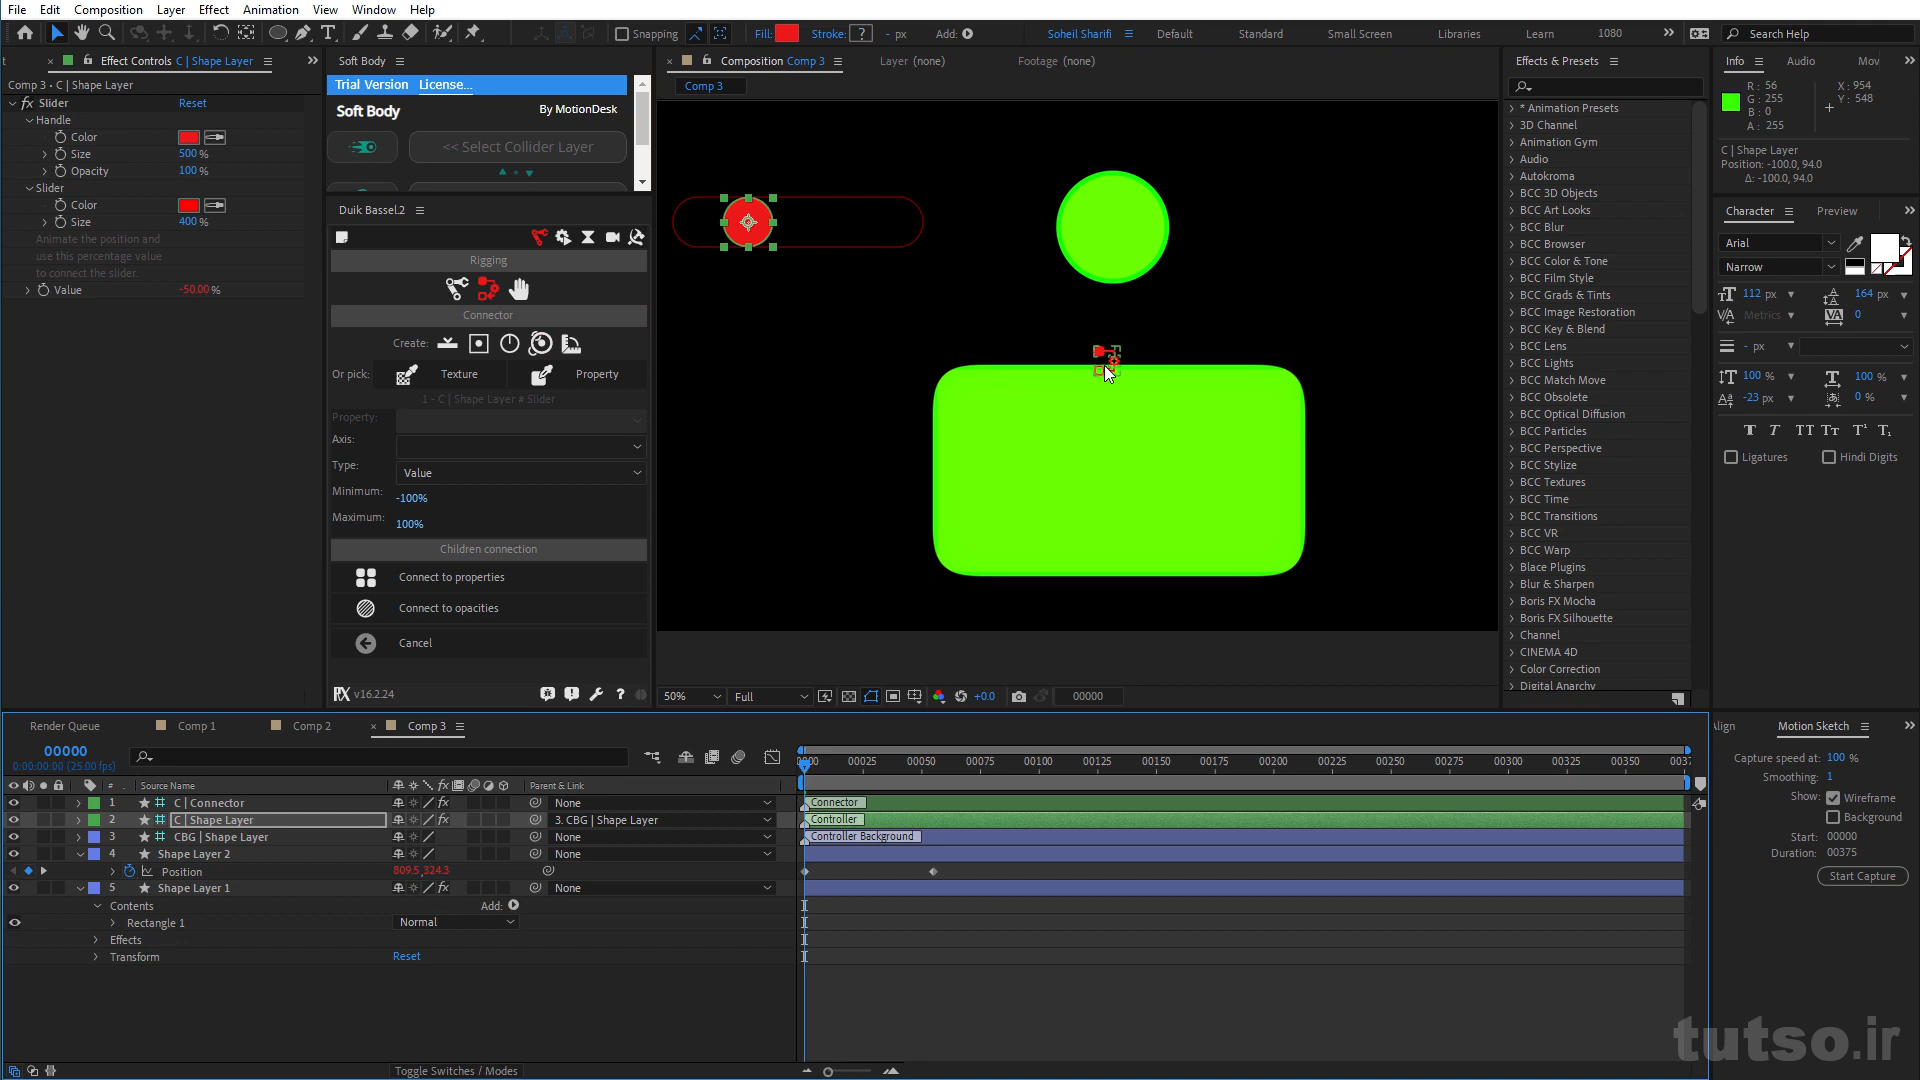 File Edit Composition Layer Effect Animation View Window Help
Snapping Fill: Stroke: ? - px Add: Soheil Sharifi Default Standard Small Screen Libraries Learn 1080 Search Help
Effect Controls C | Shape Layer
Comp 3 • C | Shape Layer
fx Slider Reset
Handle
Color
Size 500 %
Opacity 100 %
Slider
Color
Size 400 %
Animate the position and
use this percentage value
to connect the slider.
Value -50.00 %
Soft Body
Trial Version License...
Soft Body By MotionDesk
<< Select Collider Layer
Duik Bassel.2
Rigging
Connector
Create:
Or pick: Texture Property
1 - C | Shape Layer # Slider
Property:
Axis:
Type: Value
Minimum: -100%
Maximum: 100%
Children connection
Connect to properties
Connect to opacities
Cancel
RX v16.2.24
Composition Comp 3 Layer (none) Footage (none)
Comp 3
50% Full +0.0 00000
Effects & Presets
* Animation Presets
3D Channel
Animation Gym
Audio
Autokroma
BCC 3D Objects
BCC Art Looks
BCC Blur
BCC Browser
BCC Color & Tone
BCC Film Style
BCC Grads & Tints
BCC Image Restoration
BCC Key & Blend
BCC Lens
BCC Lights
BCC Match Move
BCC Obsolete
BCC Optical Diffusion
BCC Particles
BCC Perspective
BCC Stylize
BCC Textures
BCC Time
BCC Transitions
BCC VR
BCC Warp
Blace Plugins
Blur & Sharpen
Boris FX Mocha
Boris FX Silhouette
Channel
CINEMA 4D
Color Correction
Digital Anarchy
Info Audio Mov
R : 56
G : 255
B : 0
A : 255
X : 954
Y : 548
C | Shape Layer
Position: -100.0, 94.0
Δ: -100.0, 94.0
Character Preview
Arial
Narrow
112 px 164 px
Metrics 0
- px
100 % 100 %
-23 px 0 %
T T TT Tт T¹ T₁
Ligatures Hindi Digits
Render Queue Comp 1 Comp 2 Comp 3
00000
0:00:00:00 (25.00 fps)
0000 00025 00050 00075 00100 00125 00150 00175 00200 00225 00250 00275 00300 00325 00350 0037
# Source Name Parent & Link
1 C | Connector None Connector
2 C | Shape Layer 3. CBG | Shape Layer Controller
3 CBG | Shape Layer None Controller Background
4 Shape Layer 2 None
Position 809.5,324.3
5 Shape Layer 1 None
Contents Add:
Rectangle 1 Normal
Effects
Transform Reset
Toggle Switches / Modes
Align Motion Sketch
Capture speed at: 100 %
Smoothing: 1
Show: Wireframe
Background
Start: 00000
Duration: 00375
Start Capture
tutso.ir